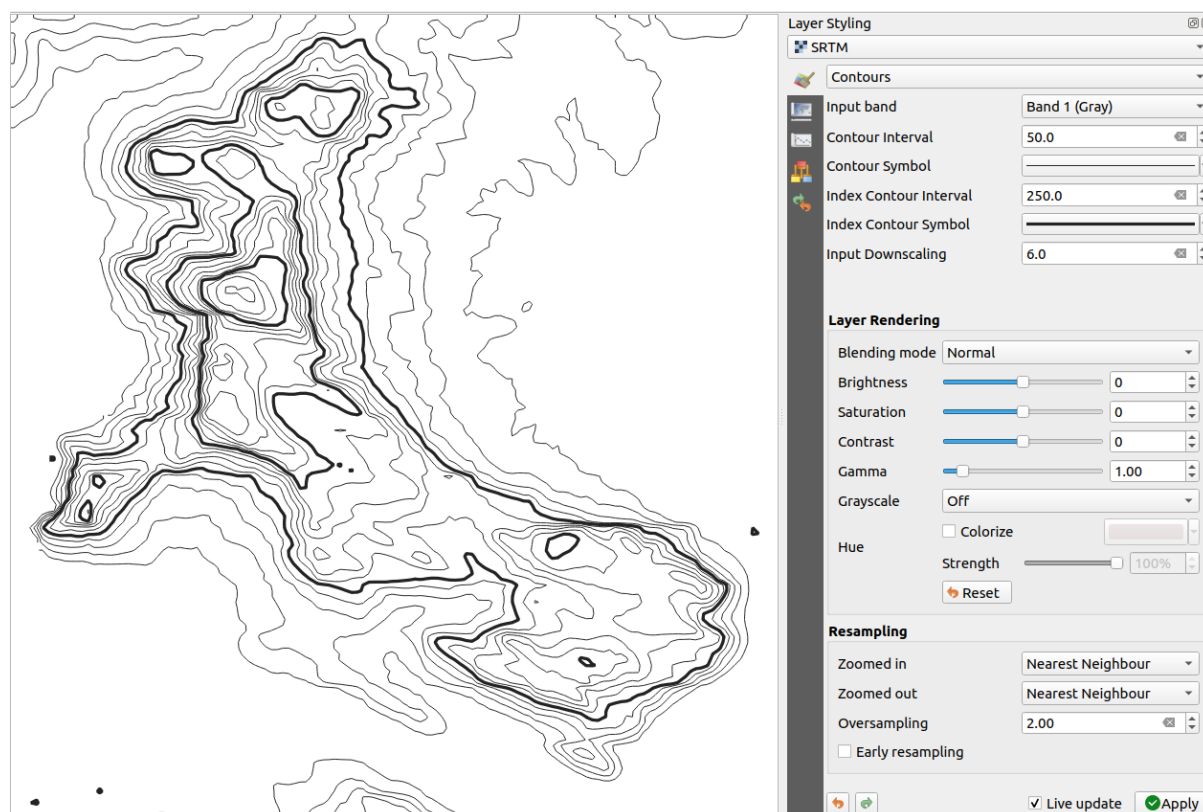 Layer Styling
SRTM
Contours
Input band Band 1 (Gray)
Contour Interval 50.0
Contour Symbol
Index Contour Interval 250.0
Index Contour Symbol
Input Downscaling 6.0
Layer Rendering
Blending mode Normal
Brightness 0
Saturation 0
Contrast 0
Gamma 1.00
Grayscale Off
Hue Colorize
Strength 100%
Reset
Resampling
Zoomed in Nearest Neighbour
Zoomed out Nearest Neighbour
Oversampling 2.00
Early resampling
Live update Apply